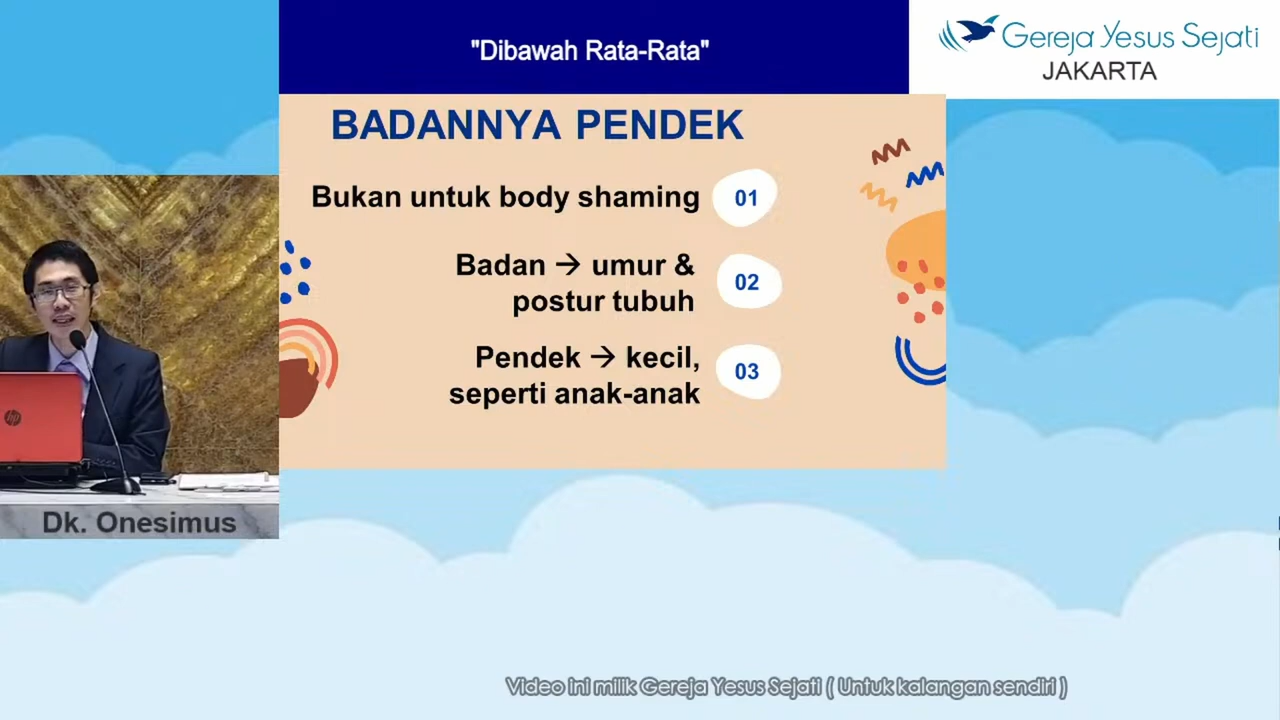 "Dibawah Rata-Rata"
Gereja Yesus Sejati
JAKARTA
BADANNYA PENDEK
Bukan untuk body shaming
01
Badan → umur &
postur tubuh
02
Pendek → kecil,
seperti anak-anak
03
hp
Dk. Onesimus
Video ini milik Gereja Yesus Sejati ( Untuk kalangan sendiri )